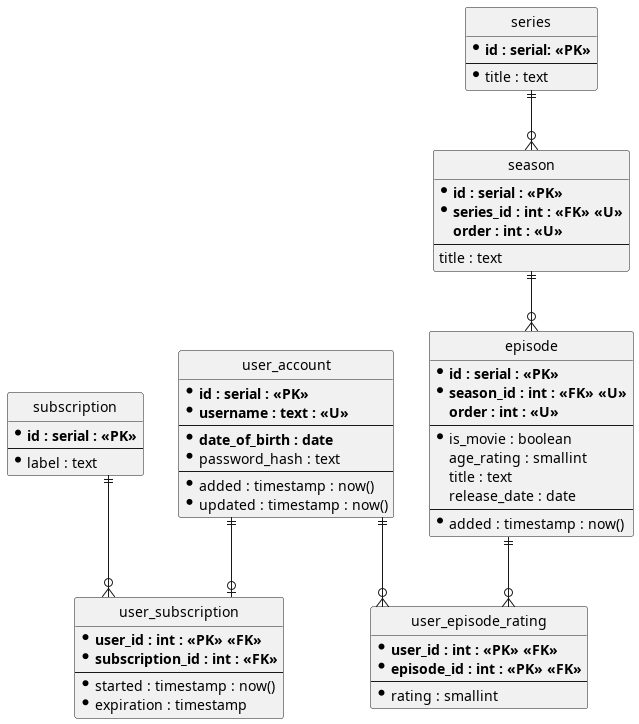 series
id : serial: «PK»
title : text
season
id : serial : «PK»
series_id : int : «FK» «U»
order : int : «U»
title : text
episode
id : serial : «PK»
season_id : int : «FK» «U»
order : int : «U»
is_movie : boolean
age_rating : smallint
title : text
release_date : date
added : timestamp : now()
user_account
id : serial : «PK»
username : text : «U»
date_of_birth : date
password_hash : text
added : timestamp : now()
updated : timestamp : now()
subscription
id : serial : «PK»
label : text
user_subscription
user_id : int : «PK» «FK»
subscription_id : int : «FK»
started : timestamp : now()
expiration : timestamp
user_episode_rating
user_id : int : «PK» «FK»
episode_id : int : «PK» «FK»
rating : smallint